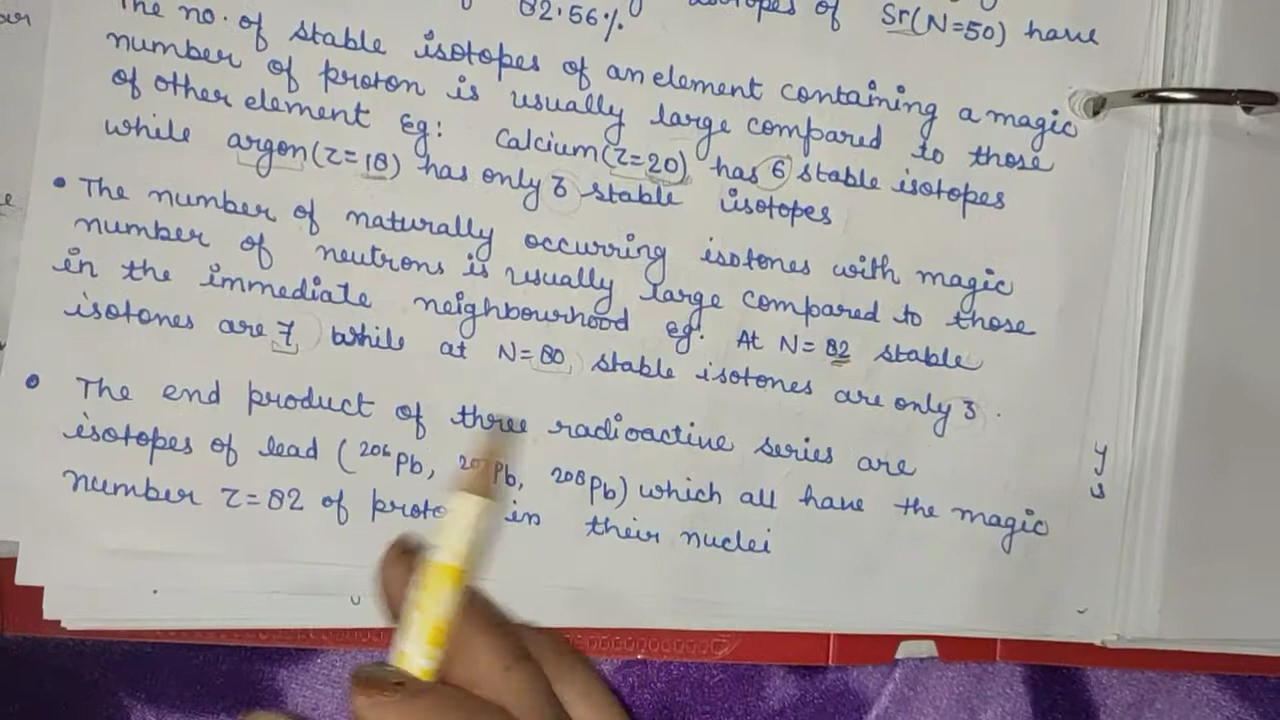 82.56% isotopes of Sr(N=50) have
The no. of stable isotopes of an element containing a magic
number of proton is usually large compared to those
of other element Eg: Calcium(Z=20) has 6 stable isotopes
while argon(Z=18) has only 3 stable isotopes
• The number of naturally occurring isotones with magic
number of neutrons is usually large compared to those
in the immediate neighbourhood eg: At N=82 stable
isotones are 7 while at N=80, stable isotones are only 3.
• The end product of three radioactive series are
isotopes of lead (206Pb, 207Pb, 208Pb) which all have the magic
number Z=82 of proto in their nuclei